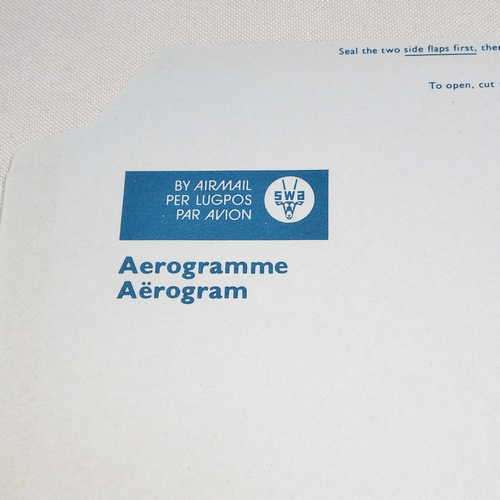 Seal the two side flaps first, then
To open, cut
BY AIRMAIL
PER LUGPOS
PAR AVION
swa
Aerogramme
Aërogram